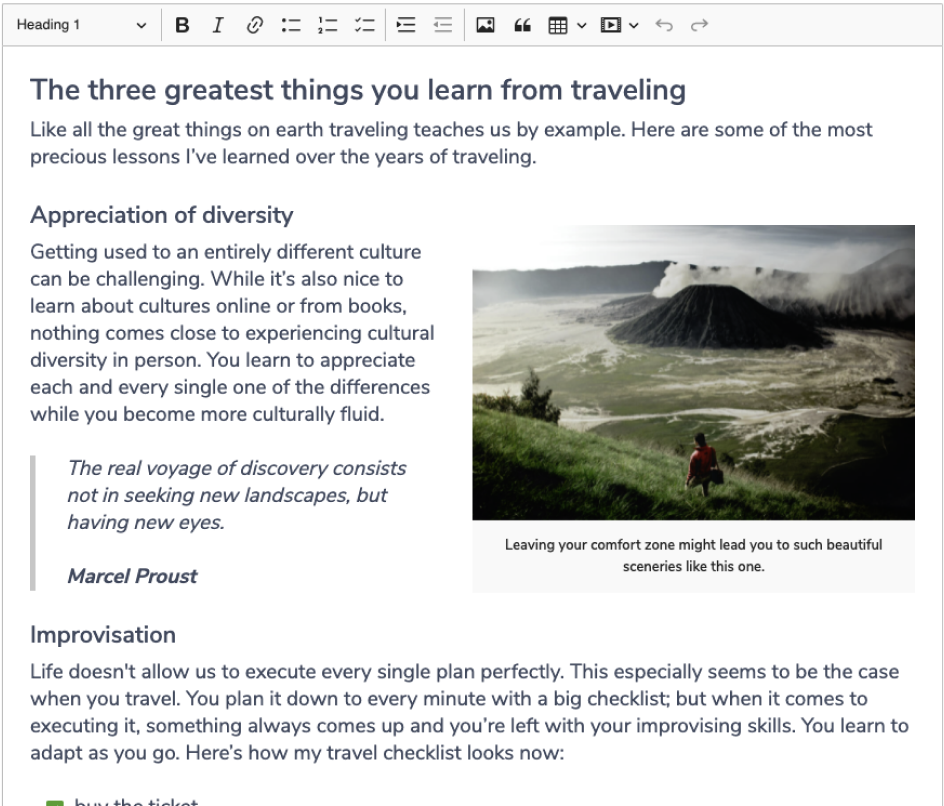 Heading 1
The three greatest things you learn from traveling
Like all the great things on earth traveling teaches us by example. Here are some of the most
precious lessons I’ve learned over the years of traveling.
Appreciation of diversity
Getting used to an entirely different culture
can be challenging. While it’s also nice to
learn about cultures online or from books,
nothing comes close to experiencing cultural
diversity in person. You learn to appreciate
each and every single one of the differences
while you become more culturally fluid.
The real voyage of discovery consists
not in seeking new landscapes, but
having new eyes.
Marcel Proust
Leaving your comfort zone might lead you to such beautiful
sceneries like this one.
Improvisation
Life doesn't allow us to execute every single plan perfectly. This especially seems to be the case
when you travel. You plan it down to every minute with a big checklist; but when it comes to
executing it, something always comes up and you’re left with your improvising skills. You learn to
adapt as you go. Here’s how my travel checklist looks now:
buy the ticket